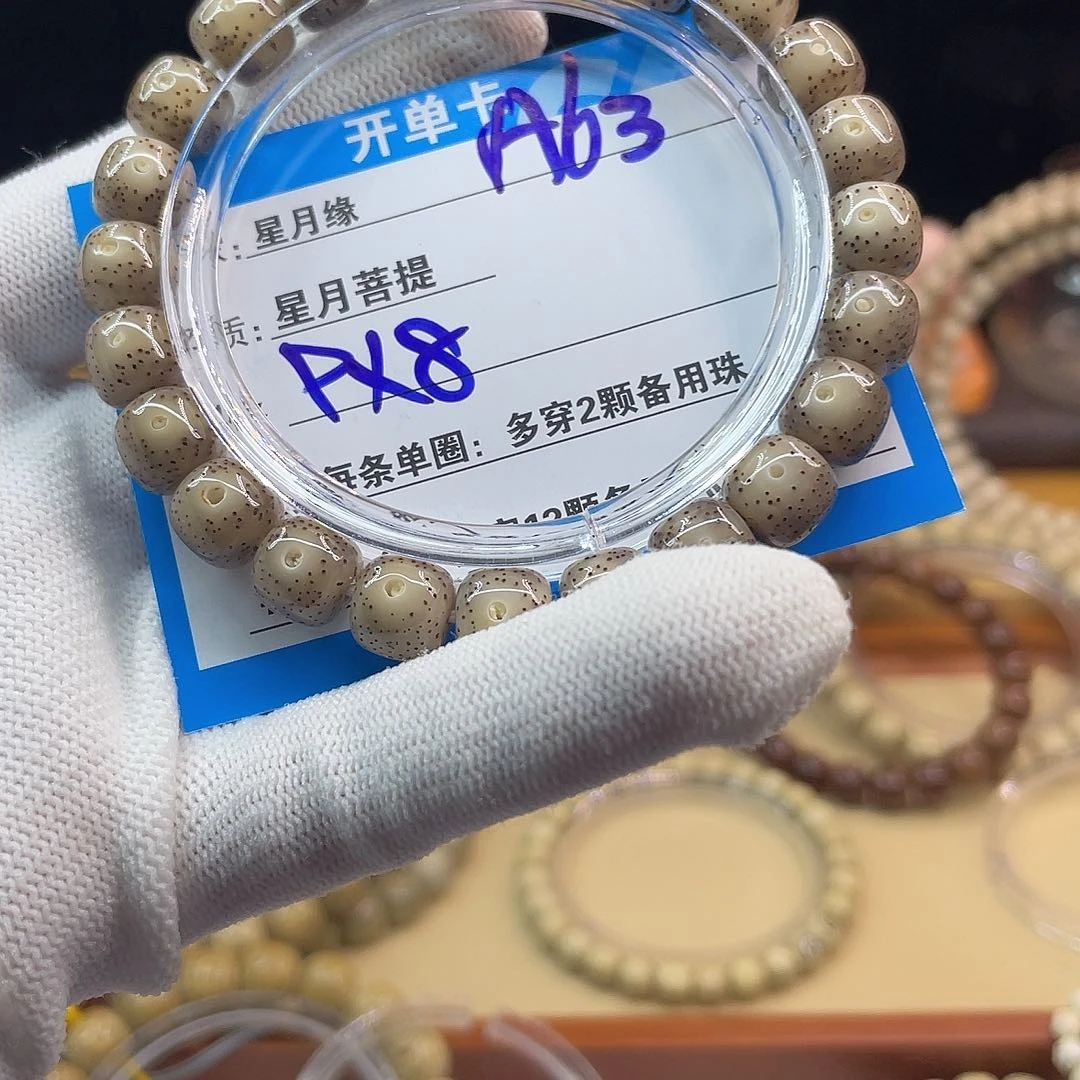 开单卡
A63
：星月缘
质：星月菩提
PX8
每条单圈：多穿2颗备用珠